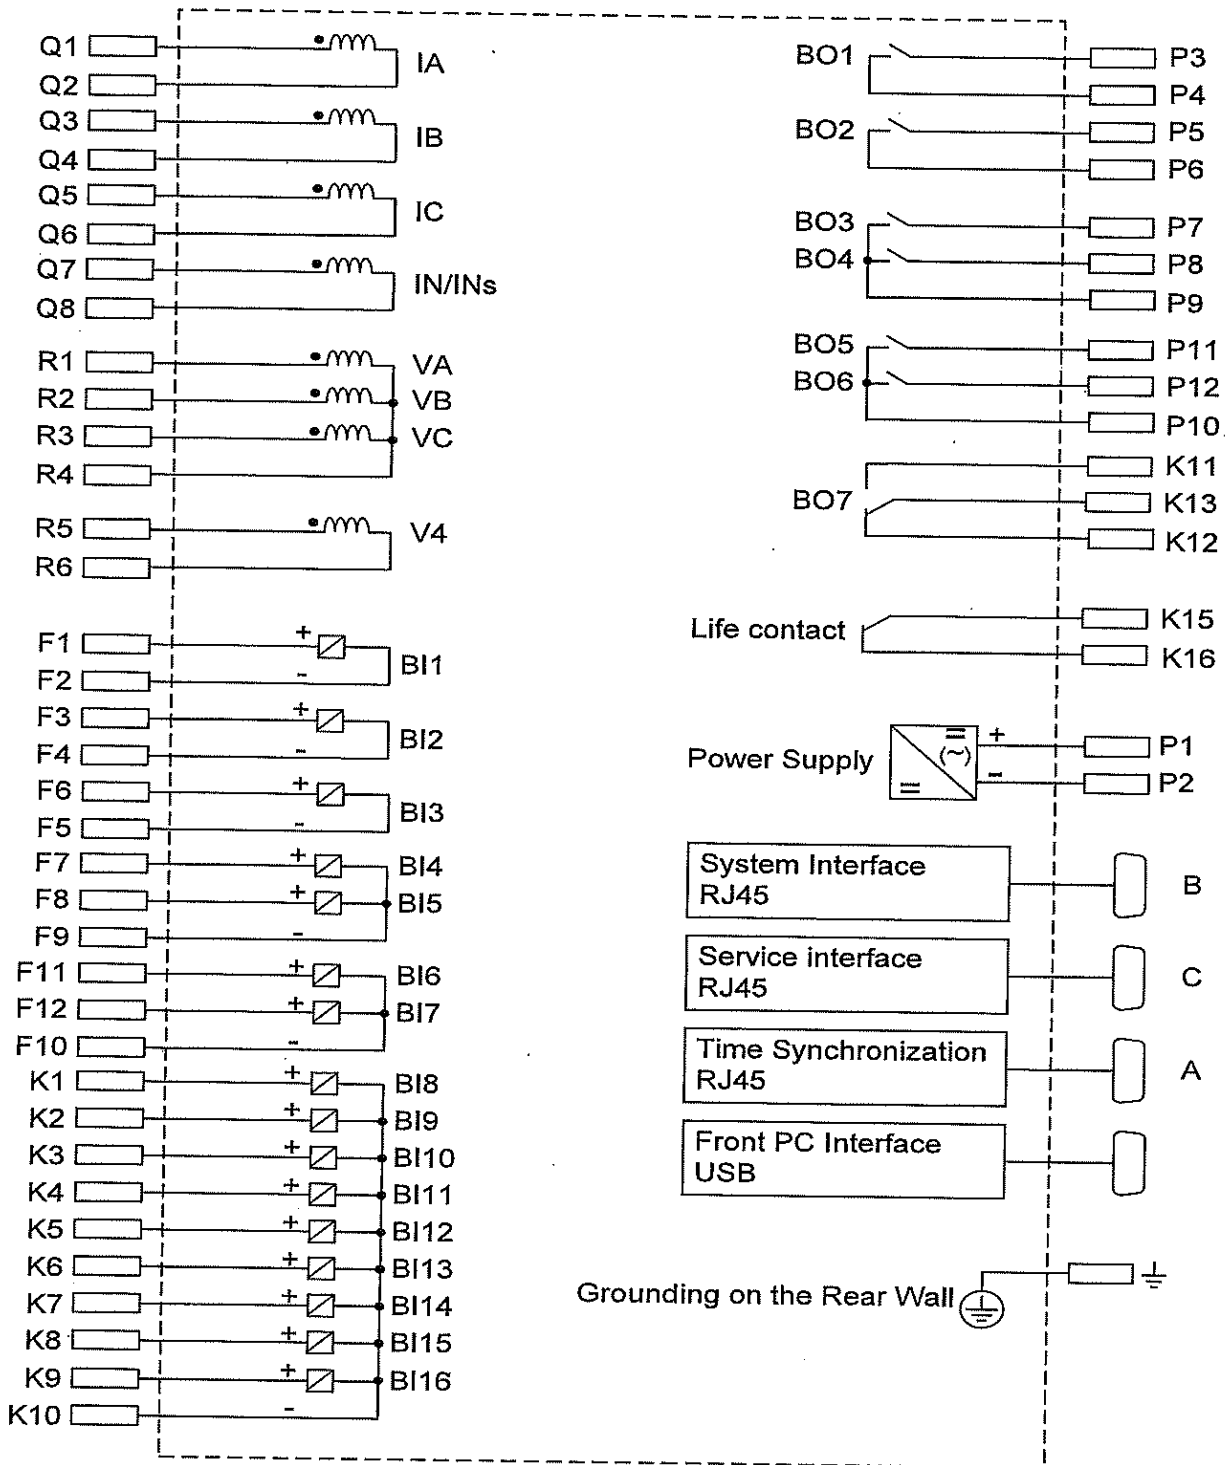 Q1
Q2
IA
Q3
Q4
IB
Q5
Q6
IC
Q7
Q8
IN/INs
R1
VA
R2
VB
R3
VC
R4
R5
R6
V4
F1
+
F2
-
BI1
F3
+
F4
-
BI2
F6
+
F5
-
BI3
F7
+
BI4
F8
+
BI5
F9
-
F11
+
BI6
F12
+
BI7
F10
-
K1
+
BI8
K2
+
BI9
K3
+
BI10
K4
+
BI11
K5
+
BI12
K6
+
BI13
K7
+
BI14
K8
+
BI15
K9
+
BI16
K10
-
BO1
P3
P4
BO2
P5
P6
BO3
P7
BO4
P8
P9
BO5
P11
BO6
P12
P10
K11
BO7
K13
K12
Life contact
K15
K16
Power Supply
=
(~)
=
+
P1
-
P2
System Interface
RJ45
B
Service interface
RJ45
C
Time Synchronization
RJ45
A
Front PC Interface
USB
Grounding on the Rear Wall